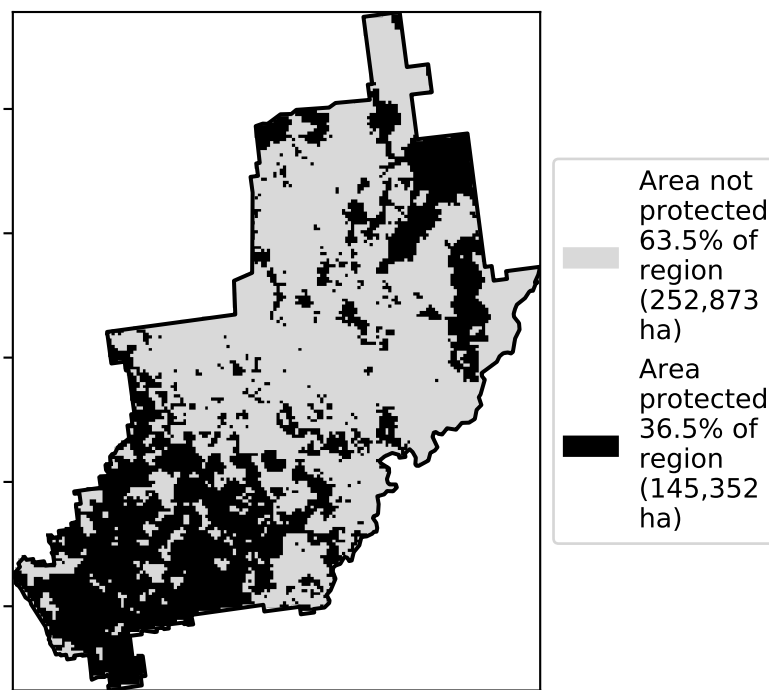 Area not
protected
63.5% of
region
(252,873
ha)
Area
protected
36.5% of
region
(145,352
ha)